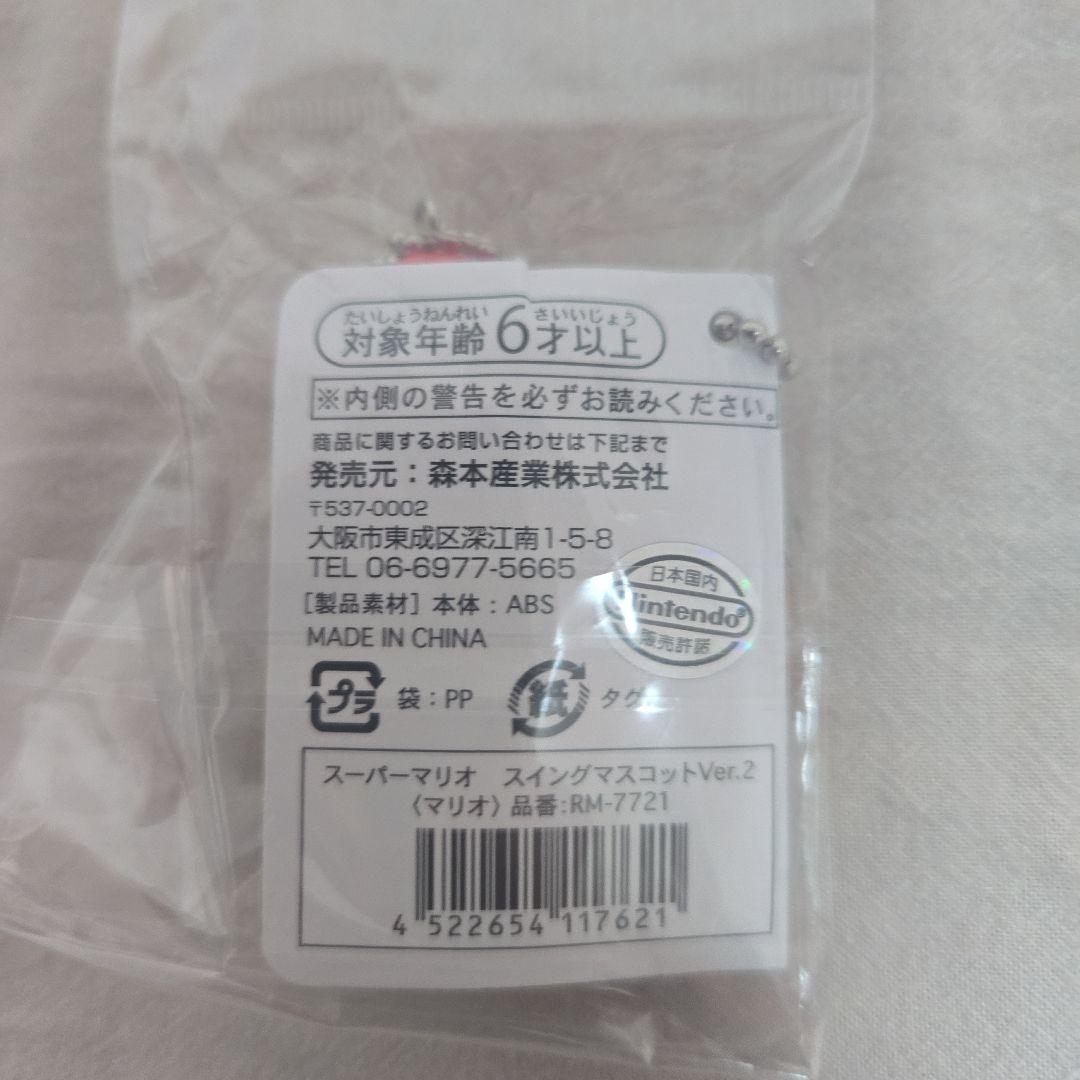 たいしょうねんれい さいいじょう
対象年齢6才以上
※内側の警告を必ずお読みください。
商品に関するお問い合わせは下記まで
発売元：森本産業株式会社
〒537-0002
大阪市東成区深江南1-5-8
TEL 06-6977-5665
日本国内
Nintendo®
販売許諾
[製品素材] 本体：ABS
MADE IN CHINA
プラ 袋：PP 紙 タグ
スーパーマリオ スイングマスコットVer.2
〈マリオ〉品番:RM-7721
4 522654 117621